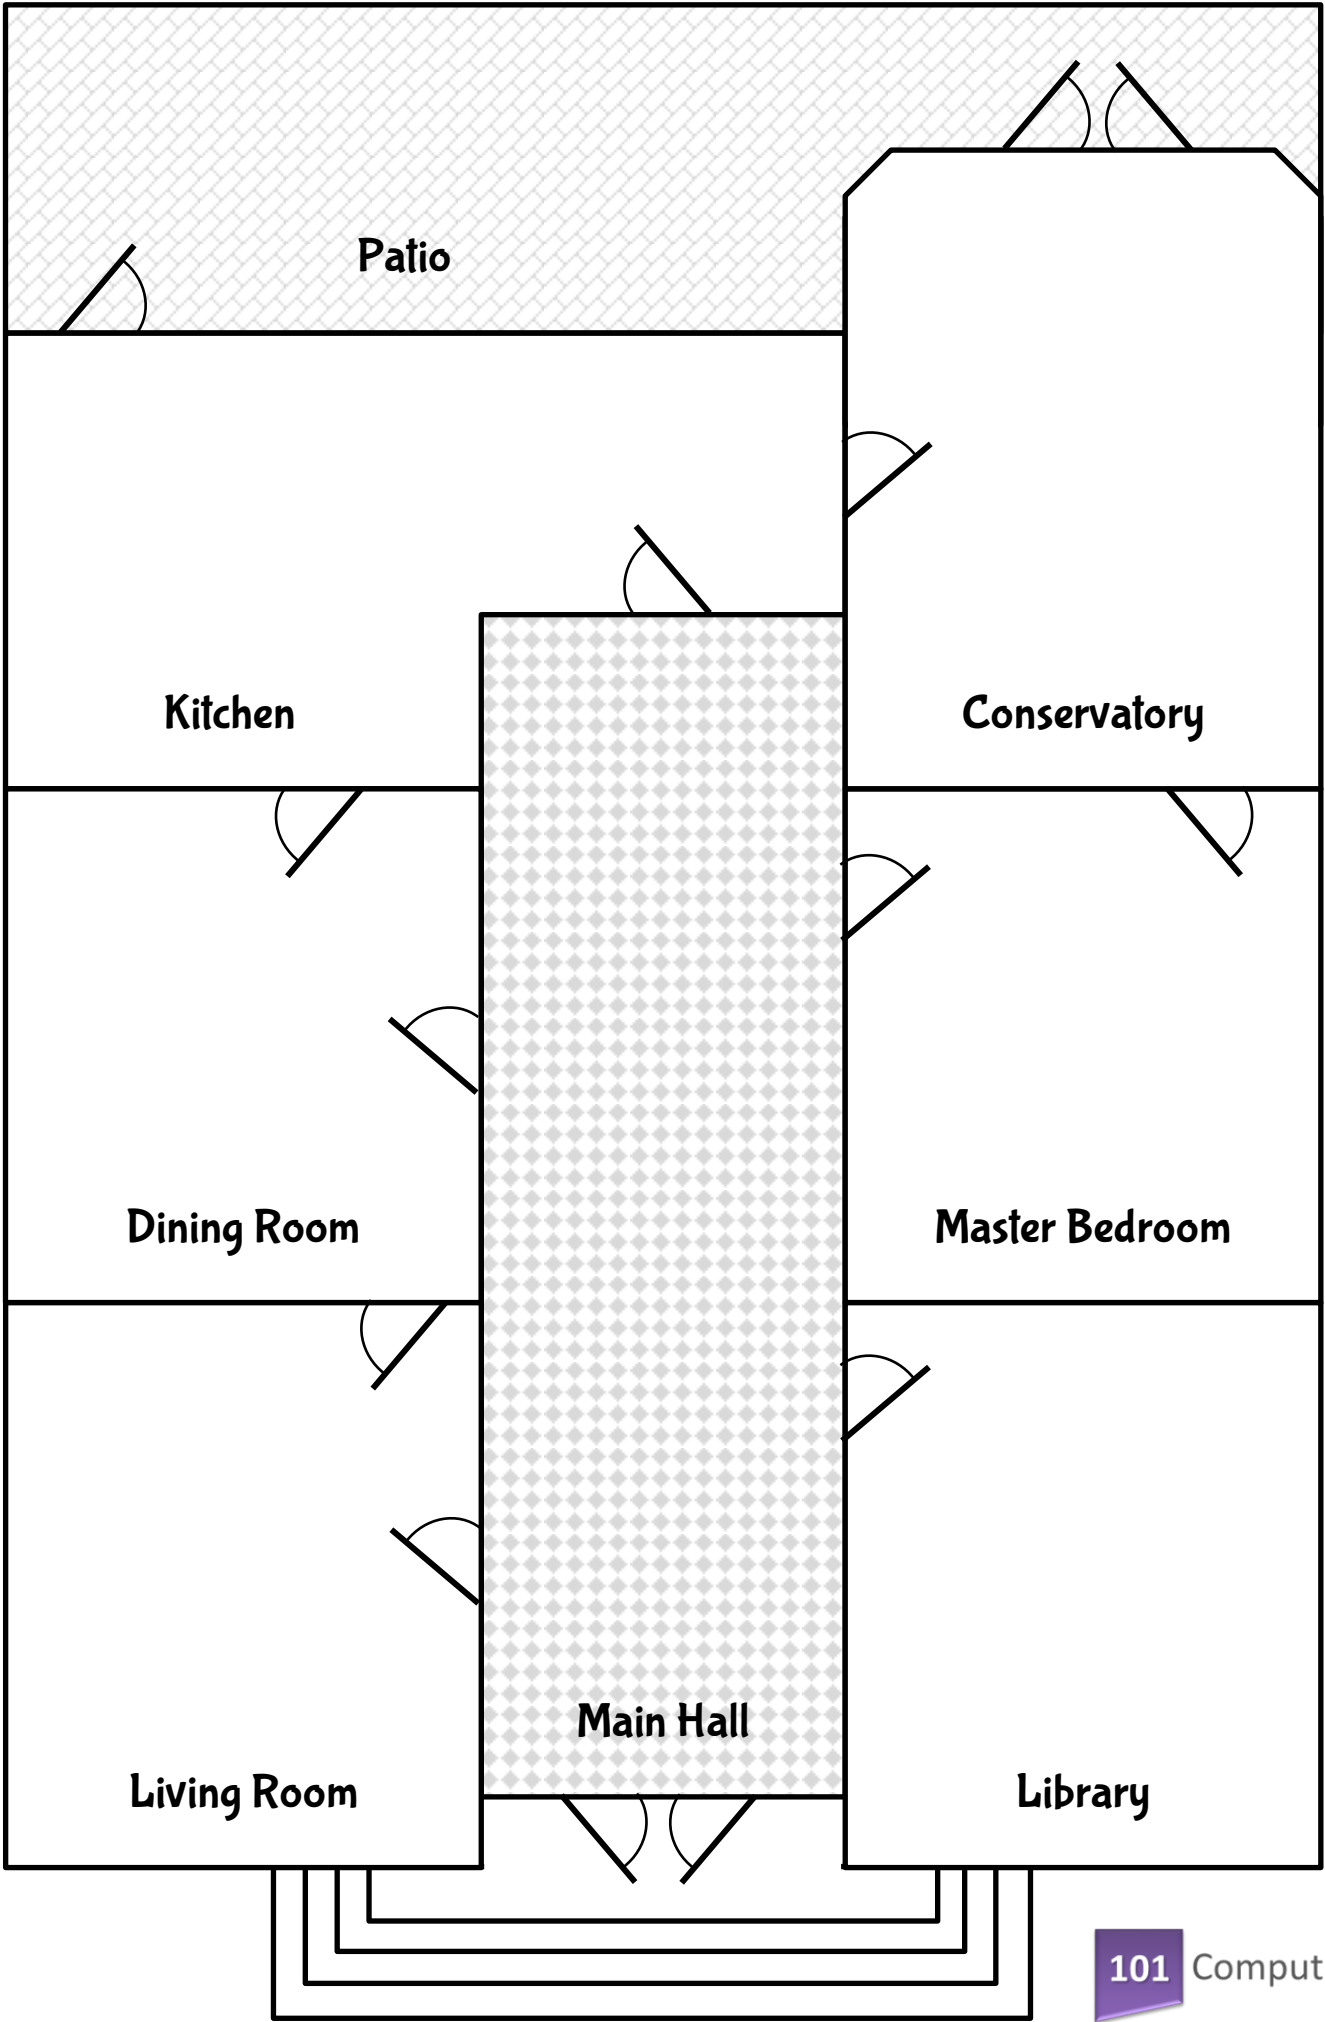 Patio
Kitchen
Conservatory
Dining Room
Master Bedroom
Main Hall
Living Room
Library
101 Comput